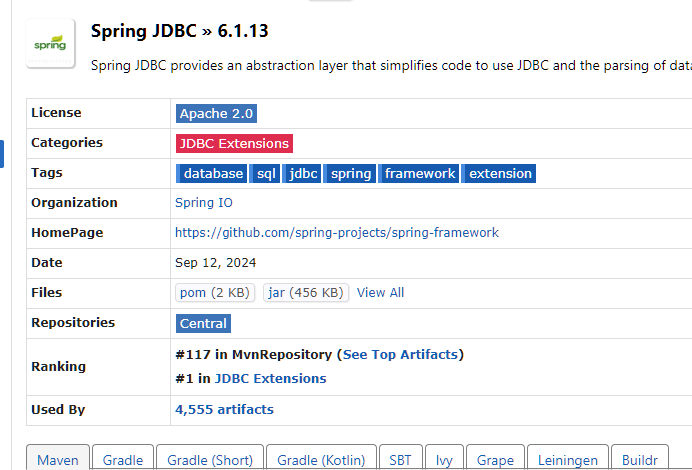 spring
Spring JDBC » 6.1.13
Spring JDBC provides an abstraction layer that simplifies code to use JDBC and the parsing of data
License Apache 2.0
Categories JDBC Extensions
Tags database sql jdbc spring framework extension
Organization Spring IO
HomePage https://github.com/spring-projects/spring-framework
Date Sep 12, 2024
Files pom (2 KB) jar (456 KB) View All
Repositories Central
Ranking #117 in MvnRepository (See Top Artifacts)
#1 in JDBC Extensions
Used By 4,555 artifacts
Maven Gradle Gradle (Short) Gradle (Kotlin) SBT Ivy Grape Leiningen Buildr